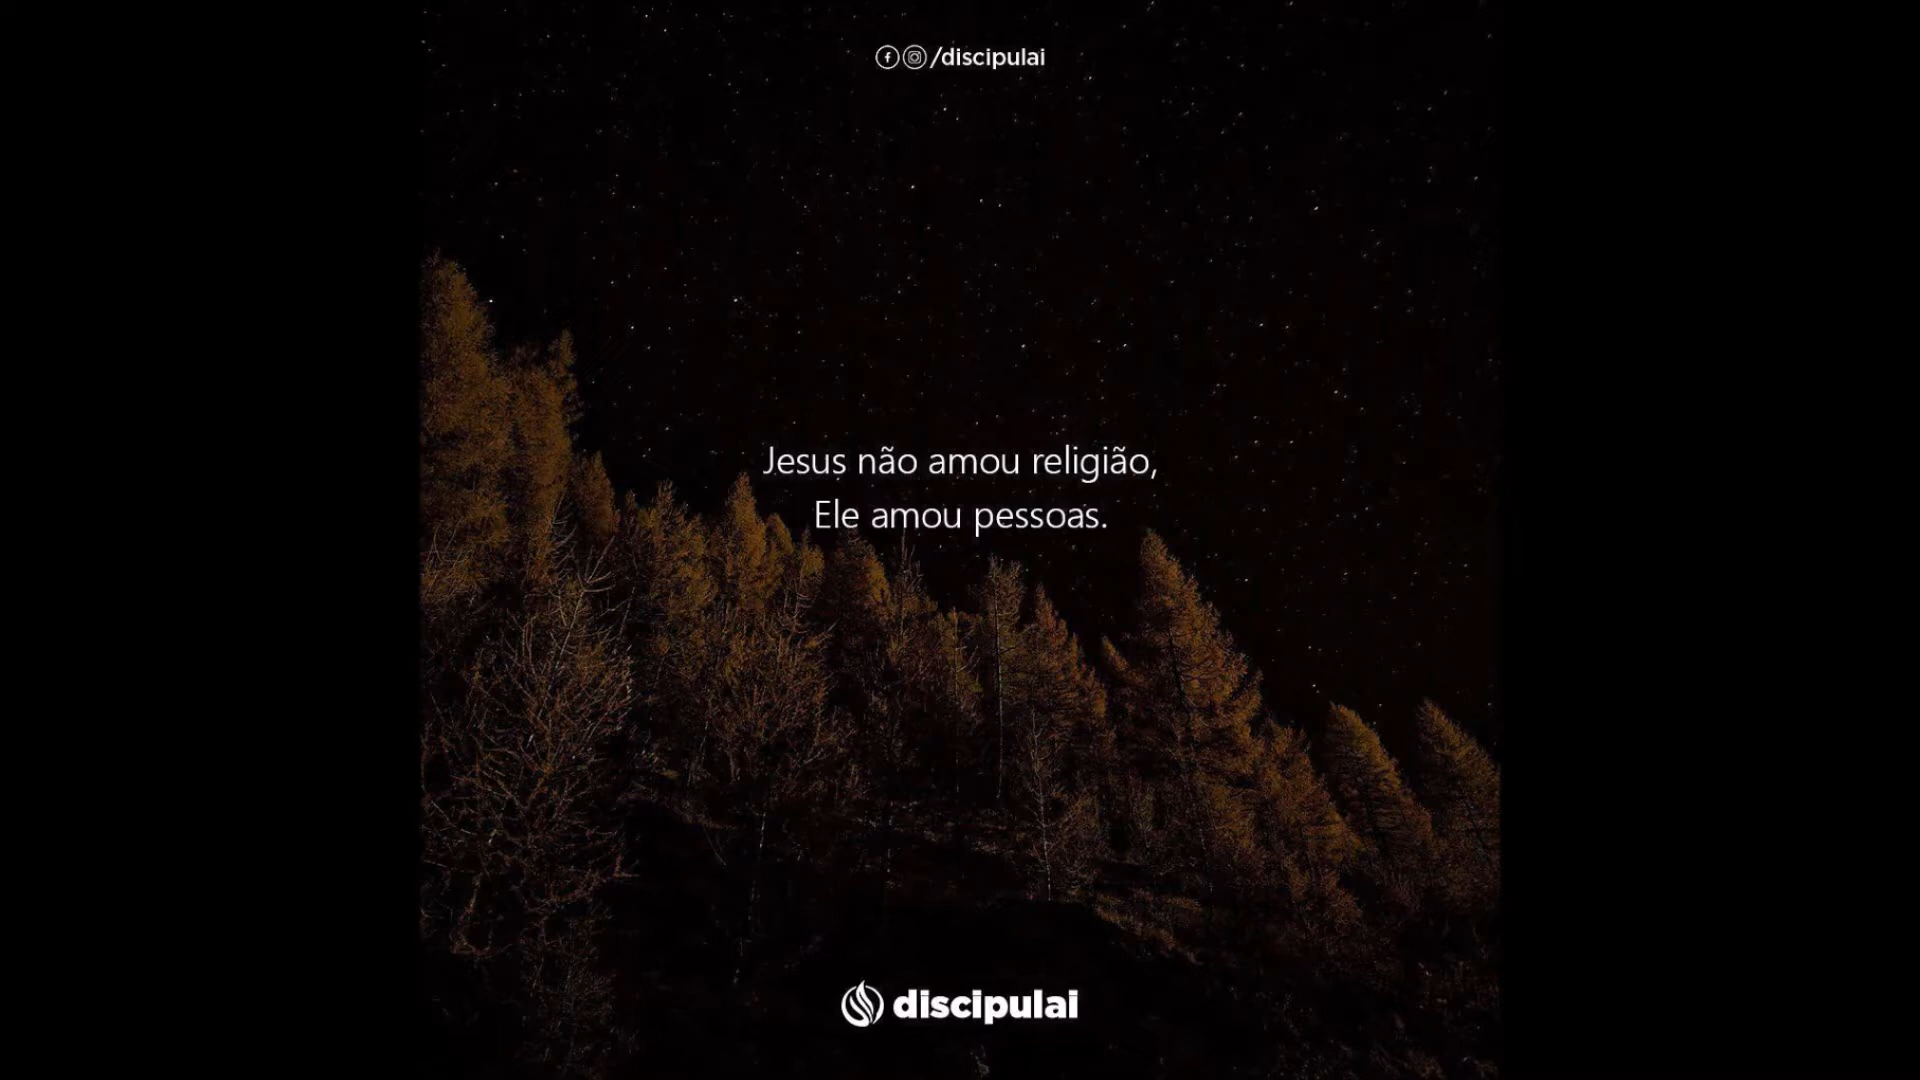 /discipulai
Jesus não amou religião,
Ele amou pessoas.
discipulai